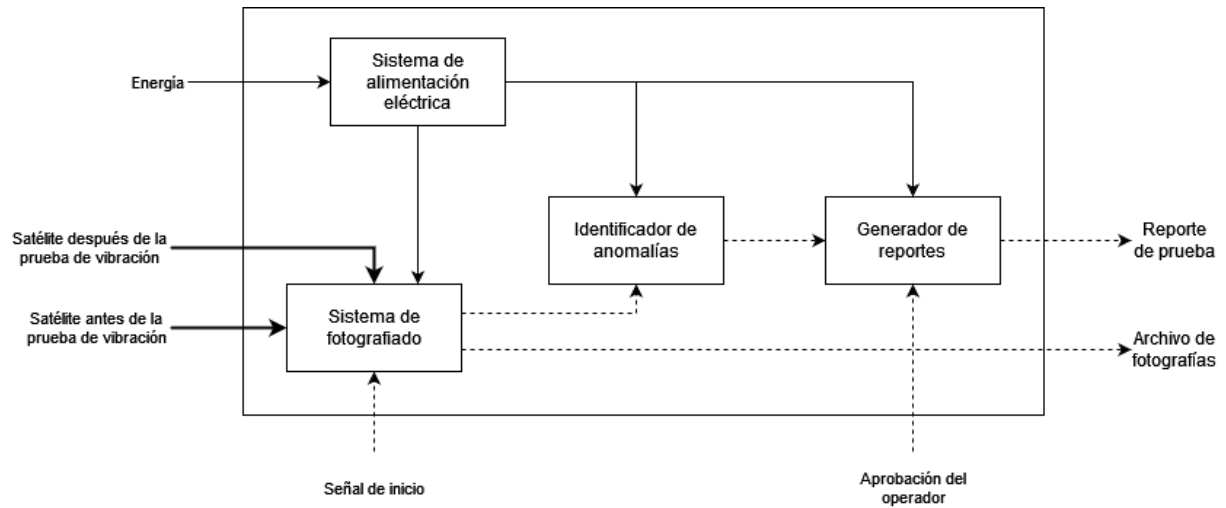 Sistema de
alimentación
eléctrica
Energía
Identificador de
anomalías
Generador de
reportes
Reporte
de prueba
Satélite después de la
prueba de vibración
Satélite antes de la
prueba de vibración
Sistema de
fotografiado
Archivo de
fotografías
Señal de inicio
Aprobación del
operador